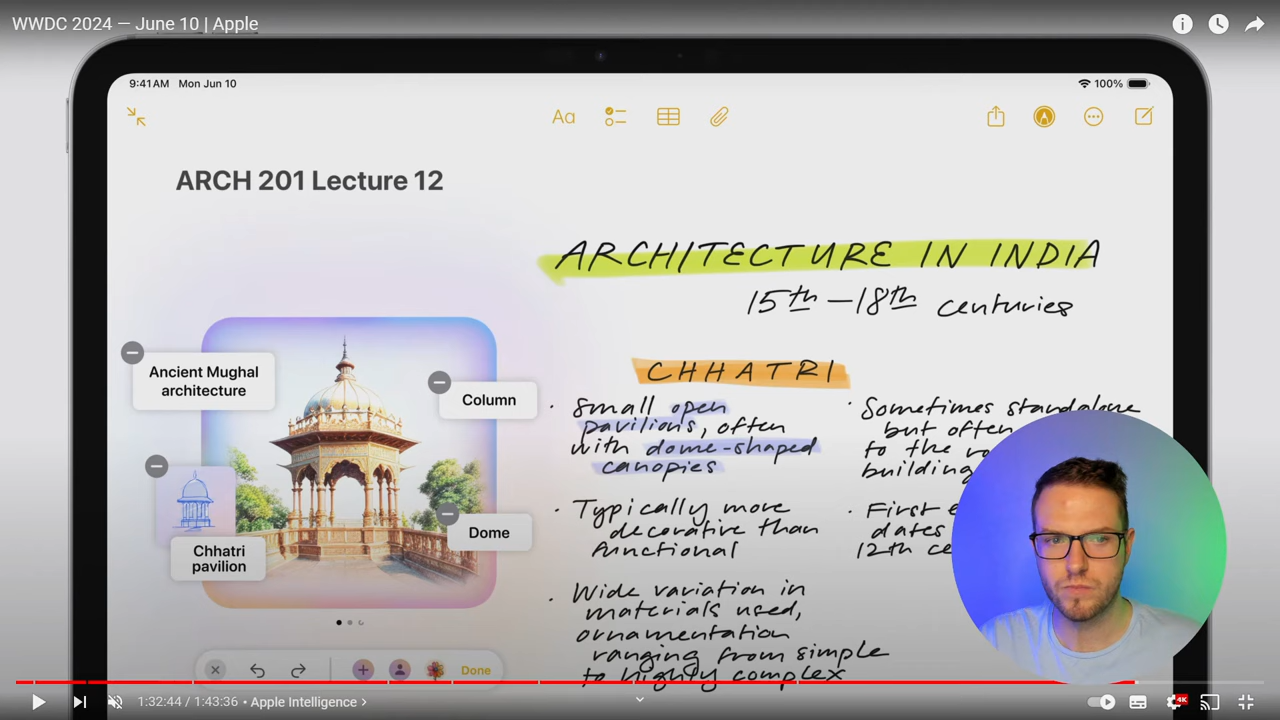 WWDC 2024 — June 10 | Apple
9:41 AM Mon Jun 10
100%
Aa
ARCH 201 Lecture 12
ARCHITECTURE IN INDIA
15th — 18th centuries
CHHATRI
· Small open
pavilions, often
with dome-shaped
canopies
· Typically more
decorative than
functional
· Wide variation in
materials used,
ornamentation
ranging from simple
to highly complex
· Sometimes standalone
but often
to the
building
· First
dates
12th
Ancient Mughal
architecture
Column
Chhatri
pavilion
Dome
Done
1:32:44 / 1:43:36 • Apple Intelligence >
4K